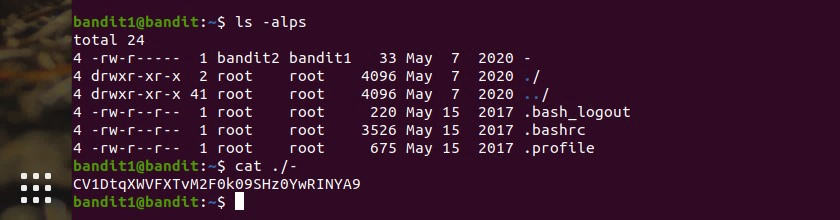 bandit1@bandit:~$ ls -alps
total 24
4 -rw-r-----  1 bandit2 bandit1   33 May  7  2020 -
4 drwxr-xr-x  2 root    root    4096 May  7  2020 ./
4 drwxr-xr-x 41 root    root    4096 May  7  2020 ../
4 -rw-r--r--  1 root    root     220 May 15  2017 .bash_logout
4 -rw-r--r--  1 root    root    3526 May 15  2017 .bashrc
4 -rw-r--r--  1 root    root     675 May 15  2017 .profile
bandit1@bandit:~$ cat ./-
CV1DtqXWVFXTvM2F0k09SHz0YwRINYA9
bandit1@bandit:~$